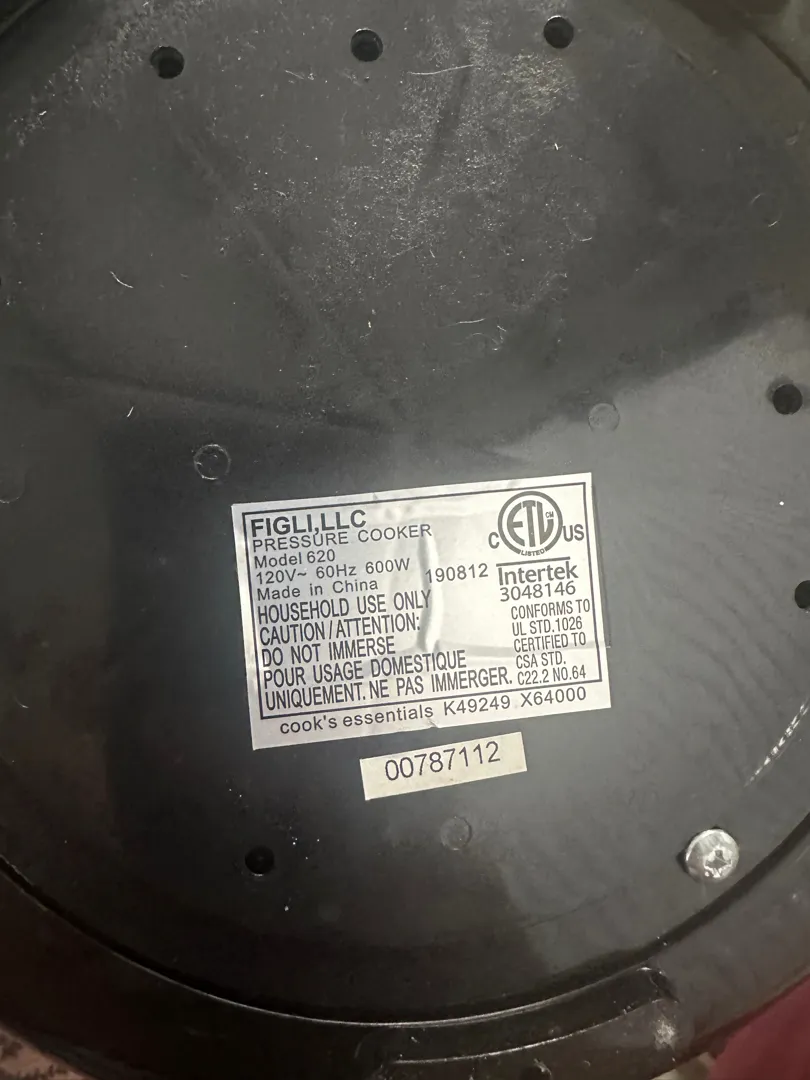 FIGLI,LLC
PRESSURE COOKER
Model 620
120V~ 60Hz 600W
Made in China
190812
HOUSEHOLD USE ONLY
CAUTION/ATTENTION:
DO NOT IMMERSE
POUR USAGE DOMESTIQUE
UNIQUEMENT. NE PAS IMMERGER.
C ETL CM US
LISTED
Intertek
3048146
CONFORMS TO
UL STD.1026
CERTIFIED TO
CSA STD.
C22.2 NO.64
cook's essentials K49249 X64000
00787112